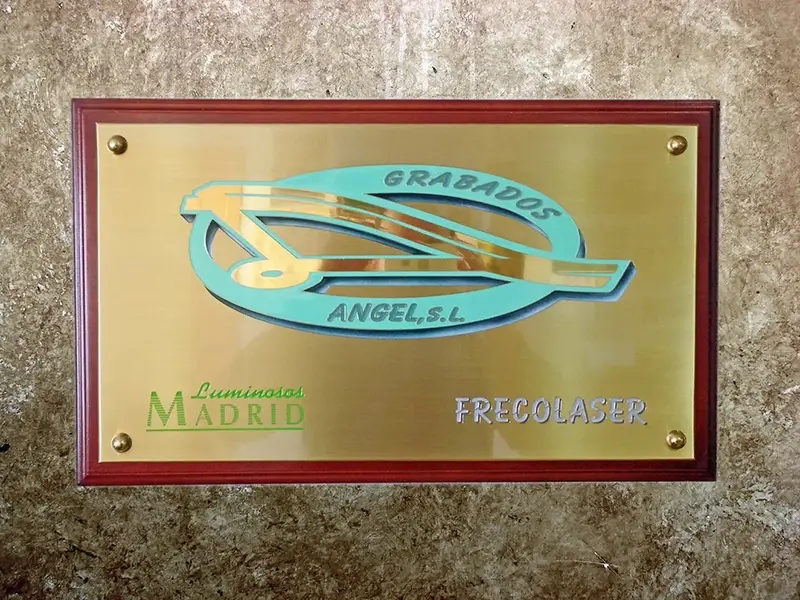 GRABADOS
ANGEL, S.L.
Luminosos
MADRID
FRECOLASER